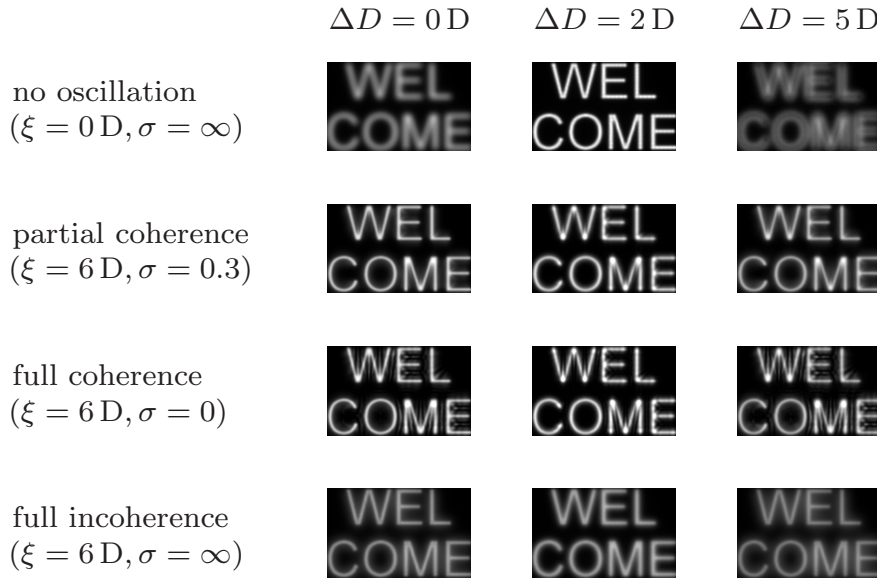 ΔD = 0 D ΔD = 2 D ΔD = 5 D
no oscillation
(ξ = 0 D, σ = ∞)
WEL WEL WEL
COME COME COME
partial coherence
(ξ = 6 D, σ = 0.3)
WEL WEL WEL
COME COME COME
full coherence
(ξ = 6 D, σ = 0)
WEL WEL WEL
COME COME COME
full incoherence
(ξ = 6 D, σ = ∞)
WEL WEL WEL
COME COME COME